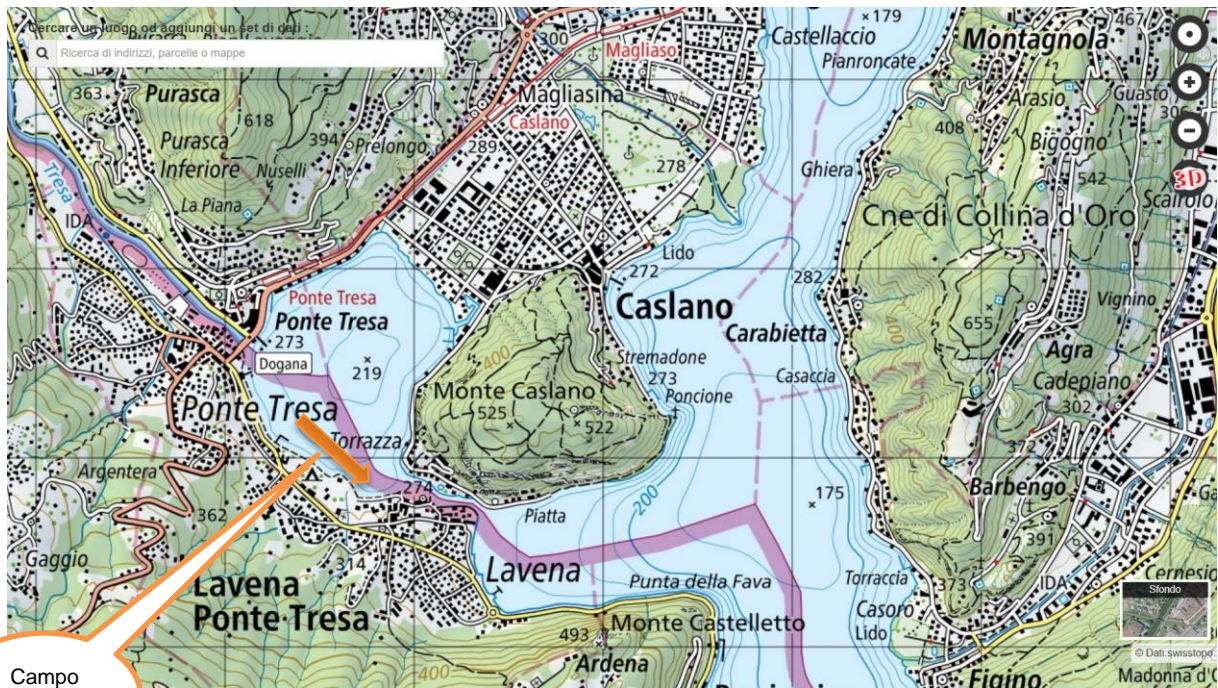 Cercare un luogo od aggiungi un set di dati :
Ricerca di indirizzi, parcelle o mappe
179
467
Castellaccio
Montagnola
Pianroncate
300
Magliaso
363
Purasca
Magliasina
Arasio
Guasto
306
618
Caslano
408
Purasca
Inferiore
394
Prelongo
289
Bigogno
Nuselli
278
Ghiera
542
3D
Tresa
La Piana
Cne di Collina d'Oro
Scairolo
IDA
Lido
272
282
Ponte Tresa
Ponte Tresa
Caslano
Carabietta
400
Vignino
273
655
Dogana
219
400
Stremadone
Agra
Monte Caslano
273
Casaccia
Cadepiano
Poncione
302
Ponte Tresa
525
522
Torrazza
372
Argentera
274
200
175
Barbengo
362
Piatta
391
Gaggio
314
Lavena
Punta della Fava
Torraccia
373
IDA
Cernesio
Lavena
Ponte Tresa
Casoro
Lido
Sfondo
493
Monte Castelletto
© Dati:swisstopo
Campo
400
Ardena
Figino
Madonna d'O